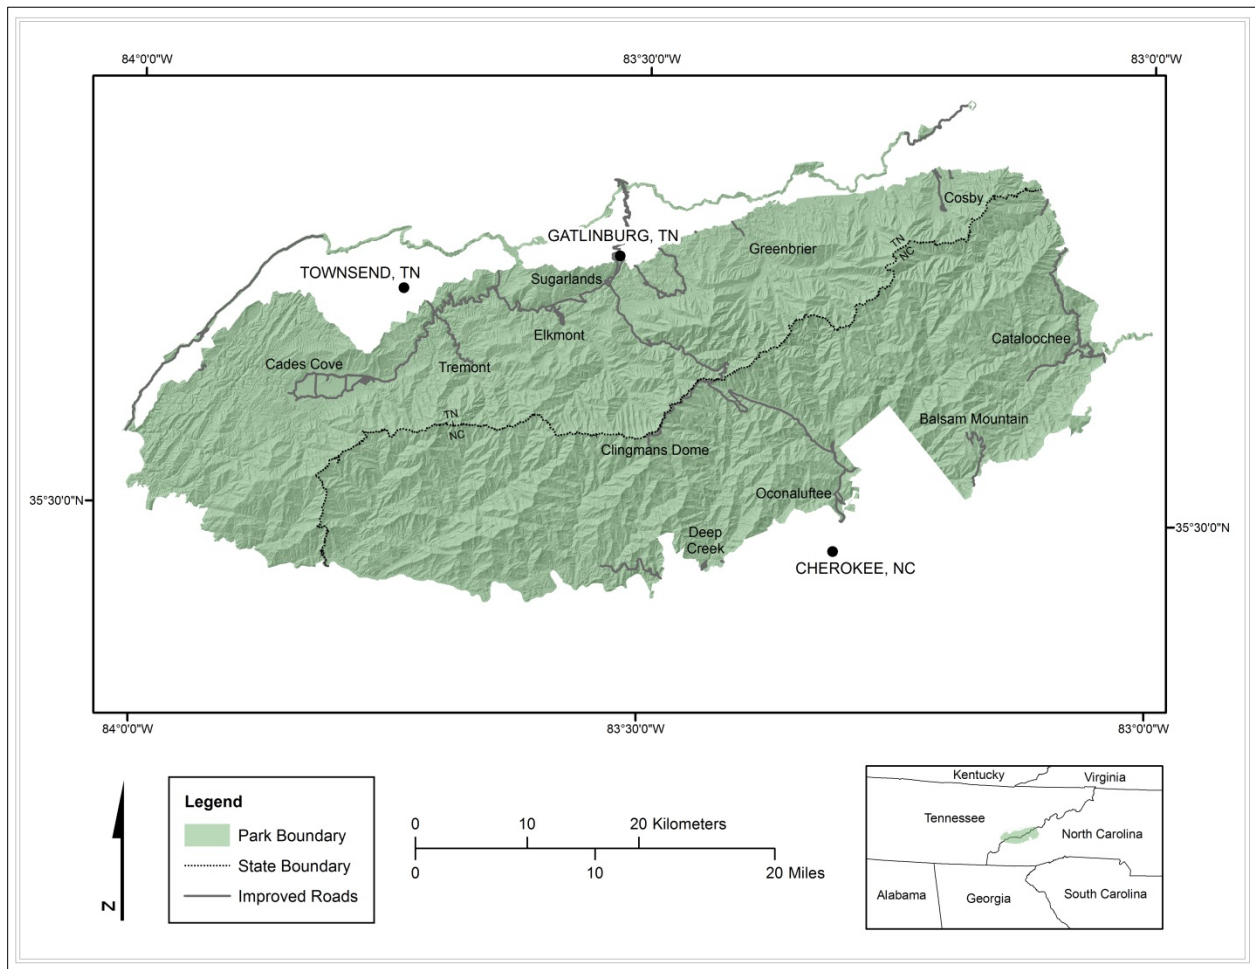 84°0'0"W
83°30'0"W
83°0'0"W
Cosby
TN
NC
GATLINBURG, TN
Greenbrier
TOWNSEND, TN
Sugarlands
Elkmont
Cataloochee
Cades Cove
Tremont
TN
NC
Balsam Mountain
Clingmans Dome
35°30'0"N
Oconaluftee
35°30'0"N
Deep
Creek
CHEROKEE, NC
84°0'0"W
83°30'0"W
83°0'0"W
N
Legend
Park Boundary
State Boundary
Improved Roads
0 10 20 Kilometers
0 10 20 Miles
Kentucky
Virginia
Tennessee
North Carolina
Alabama
Georgia
South Carolina